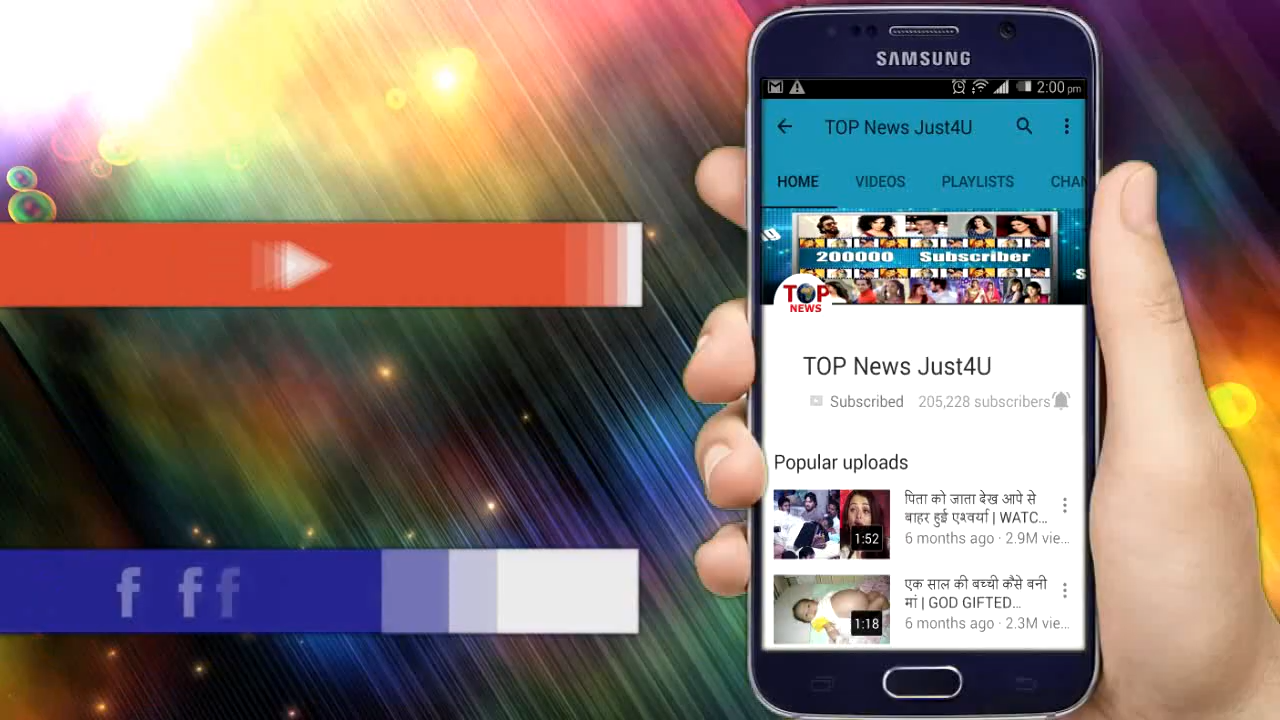 SAMSUNG
2:00 pm
TOP News Just4U
HOME VIDEOS PLAYLISTS CHAN
200000 Subscriber
TOP
NEWS
TOP News Just4U
Subscribed 205,228 subscribers
Popular uploads
पिता को जाता देख आपे से
बाहर हुई एश्वर्या | WATC...
6 months ago · 2.9M vie...
1:52
एक साल की बच्ची कैसे बनी
मां | GOD GIFTED...
6 months ago · 2.3M vie...
1:18
f f f